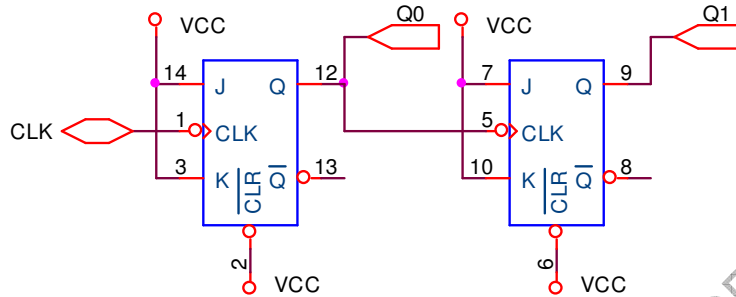 VCC Q0 VCC Q1
14 J Q 12 7 J Q 9
CLK 1 CLK 5 CLK
3 K CLR Q 13 10 K CLR Q 8
2 VCC 6 VCC